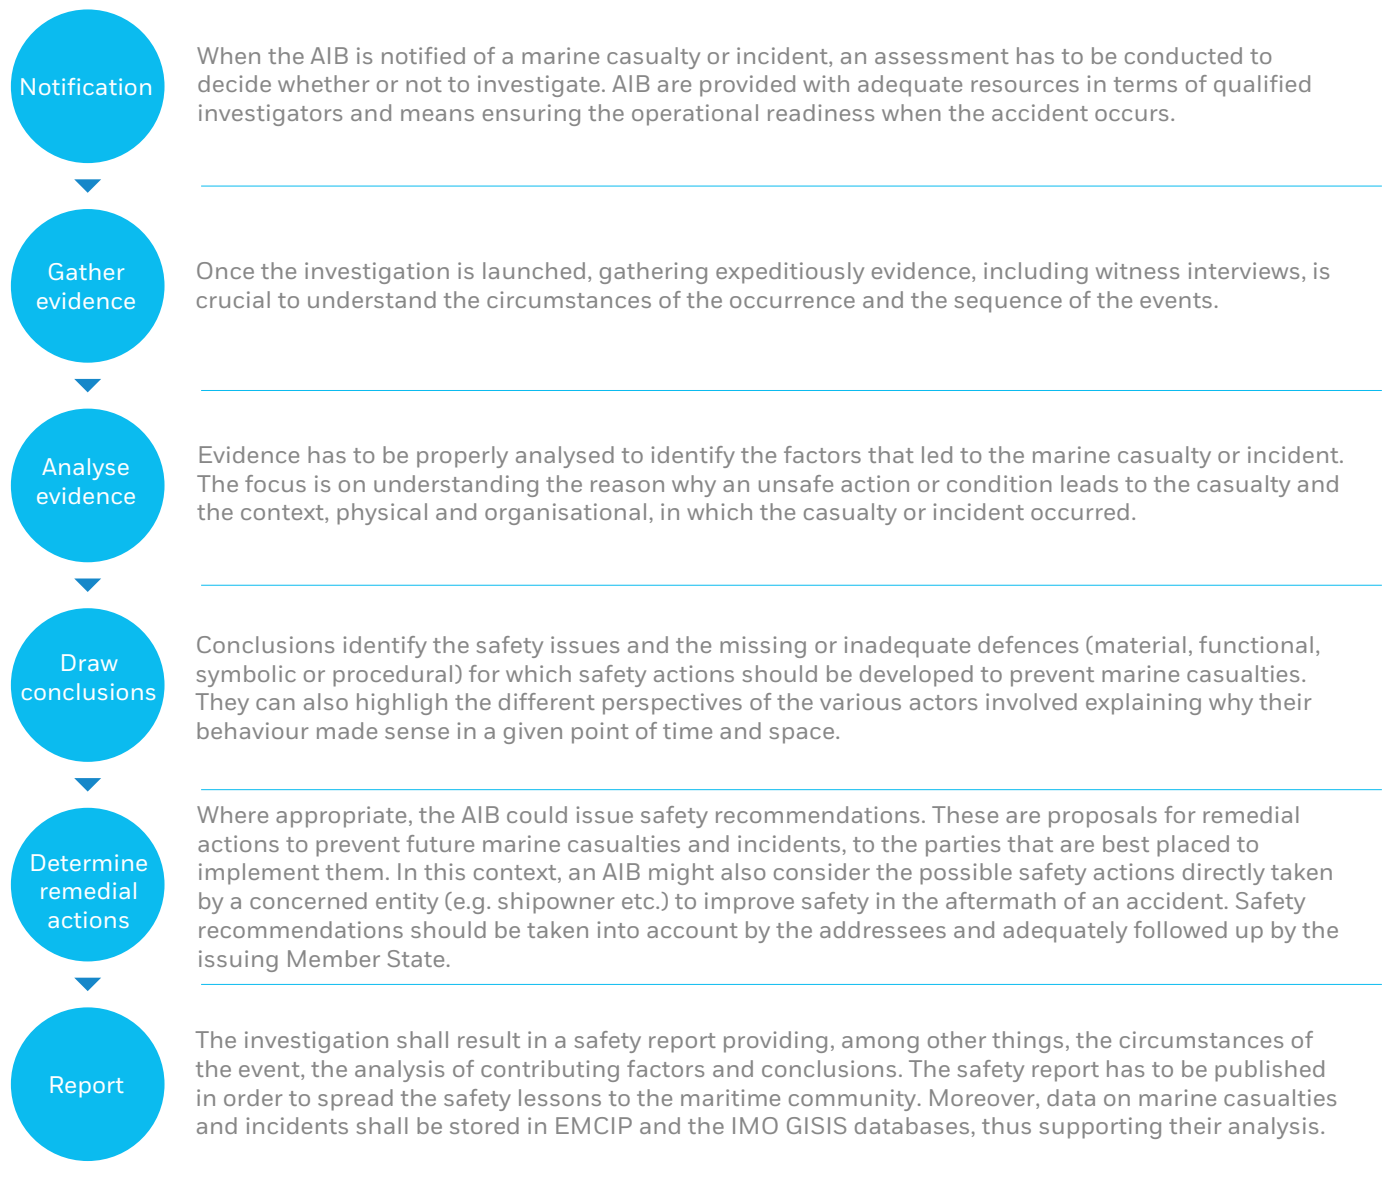 Notification
When the AIB is notified of a marine casualty or incident, an assessment has to be conducted to
decide whether or not to investigate. AIB are provided with adequate resources in terms of qualified
investigators and means ensuring the operational readiness when the accident occurs.
Gather
evidence
Once the investigation is launched, gathering expeditiously evidence, including witness interviews, is
crucial to understand the circumstances of the occurrence and the sequence of the events.
Analyse
evidence
Evidence has to be properly analysed to identify the factors that led to the marine casualty or incident.
The focus is on understanding the reason why an unsafe action or condition leads to the casualty and
the context, physical and organisational, in which the casualty or incident occurred.
Draw
conclusions
Conclusions identify the safety issues and the missing or inadequate defences (material, functional,
symbolic or procedural) for which safety actions should be developed to prevent marine casualties.
They can also highligh the different perspectives of the various actors involved explaining why their
behaviour made sense in a given point of time and space.
Determine
remedial
actions
Where appropriate, the AIB could issue safety recommendations. These are proposals for remedial
actions to prevent future marine casualties and incidents, to the parties that are best placed to
implement them. In this context, an AIB might also consider the possible safety actions directly taken
by a concerned entity (e.g. shipowner etc.) to improve safety in the aftermath of an accident. Safety
recommendations should be taken into account by the addressees and adequately followed up by the
issuing Member State.
Report
The investigation shall result in a safety report providing, among other things, the circumstances of
the event, the analysis of contributing factors and conclusions. The safety report has to be published
in order to spread the safety lessons to the maritime community. Moreover, data on marine casualties
and incidents shall be stored in EMCIP and the IMO GISIS databases, thus supporting their analysis.